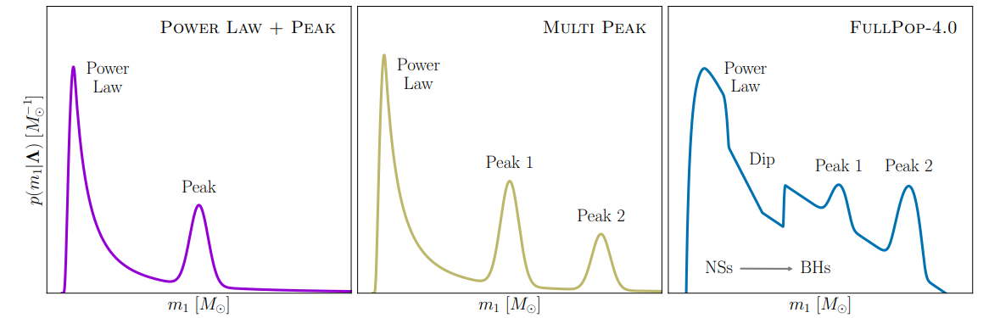 POWER LAW + PEAK
Power
Law
Peak
p(m₁|Λ) [M⊙⁻¹]
m₁ [M⊙]
MULTI PEAK
Power
Law
Peak 1
Peak 2
m₁ [M⊙]
FULLPOP-4.0
Power
Law
Dip
Peak 1
Peak 2
NSs
BHs
m₁ [M⊙]